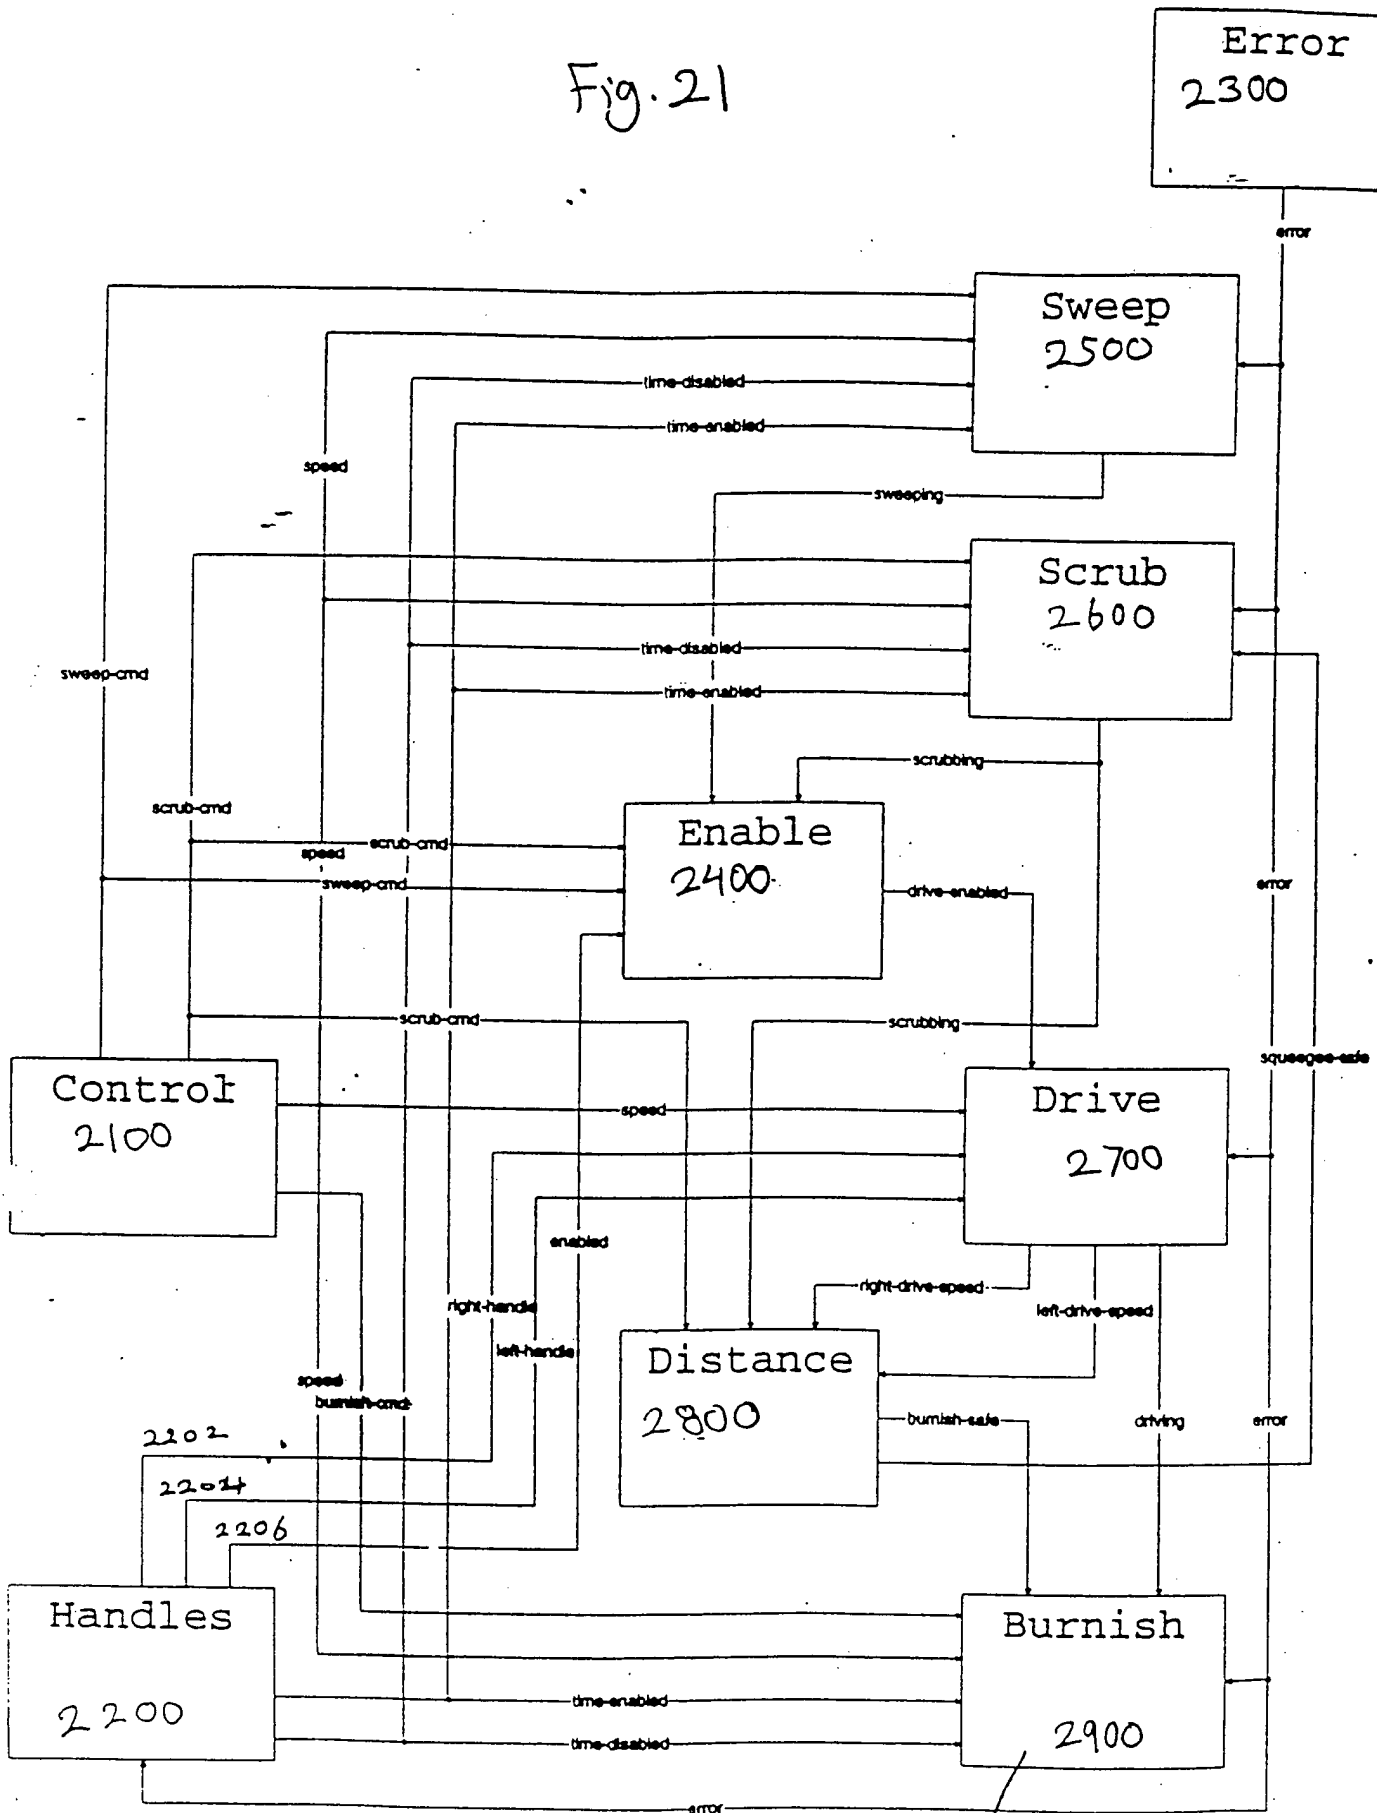 Error
2300
Fig. 21
error
Sweep
2500
time-disabled
time-enabled
speed
sweeping
Scrub
2600
time-disabled
sweep-cmd
time-enabled
scrubbing
scrub-cmd
Enable
2400
scrub-cmd
speed
sweep-cmd
drive-enabled
error
scrub-cmd
scrubbing
squeegee-safe
Control
2100
speed
Drive
2700
enabled
right-drive-speed
right-handle
left-drive-speed
left-handle
Distance
2800
speed
burnish-cmd
burnish-safe
driving
error
2202
2204
2206
Handles
2200
Burnish
2900
time-enabled
time-disabled
error